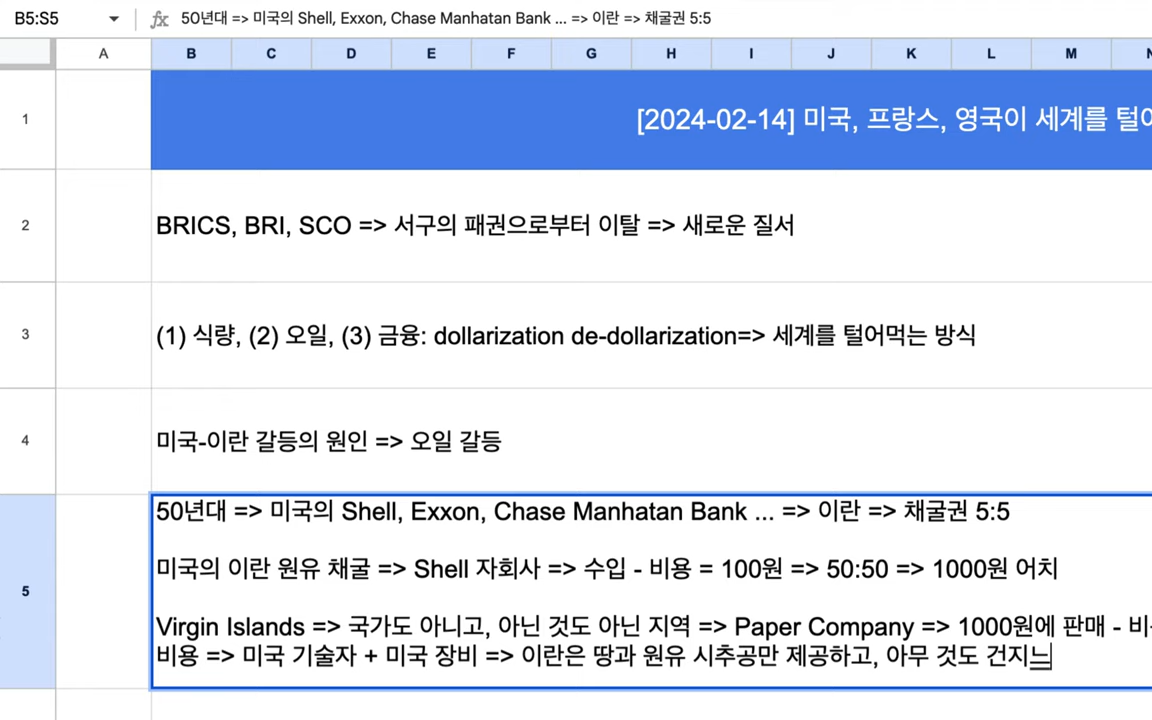 B5:S5
fx 50년대 => 미국의 Shell, Exxon, Chase Manhatan Bank ... => 이란 => 채굴권 5:5
A B C D E F G H I J K L M
1 [2024-02-14] 미국, 프랑스, 영국이 세계를 털어
2 BRICS, BRI, SCO => 서구의 패권으로부터 이탈 => 새로운 질서
3 (1) 식량, (2) 오일, (3) 금융: dollarization de-dollarization=> 세계를 털어먹는 방식
4 미국-이란 갈등의 원인 => 오일 갈등
50년대 => 미국의 Shell, Exxon, Chase Manhatan Bank ... => 이란 => 채굴권 5:5
5 미국의 이란 원유 채굴 => Shell 자회사 => 수입 - 비용 = 100원 => 50:50 => 1000원 어치
Virgin Islands => 국가도 아니고, 아닌 것도 아닌 지역 => Paper Company => 1000원에 판매 - 비
비용 => 미국 기술자 + 미국 장비 => 이란은 땅과 원유 시추공만 제공하고, 아무 것도 건지느